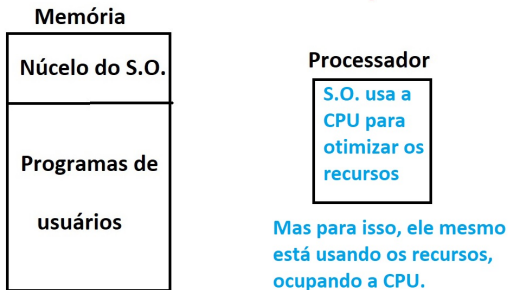 Memória
Núcelo do S.O.
Programas de
usuários
Processador
S.O. usa a
CPU para
otimizar os
recursos
Mas para isso, ele mesmo
está usando os recursos,
ocupando a CPU.